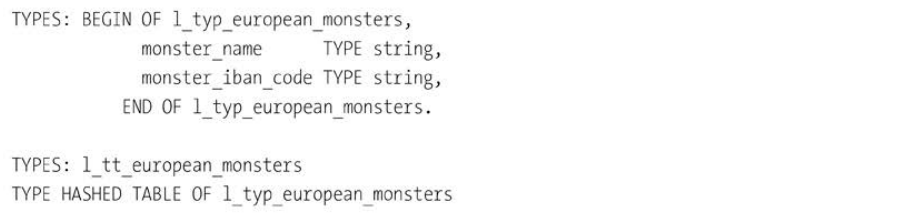 TYPES: BEGIN OF l_typ_european_monsters,
monster_name TYPE string,
monster_iban_code TYPE string,
END OF l_typ_european_monsters.
TYPES: l_tt_european_monsters
TYPE HASHED TABLE OF l_typ_european_monsters